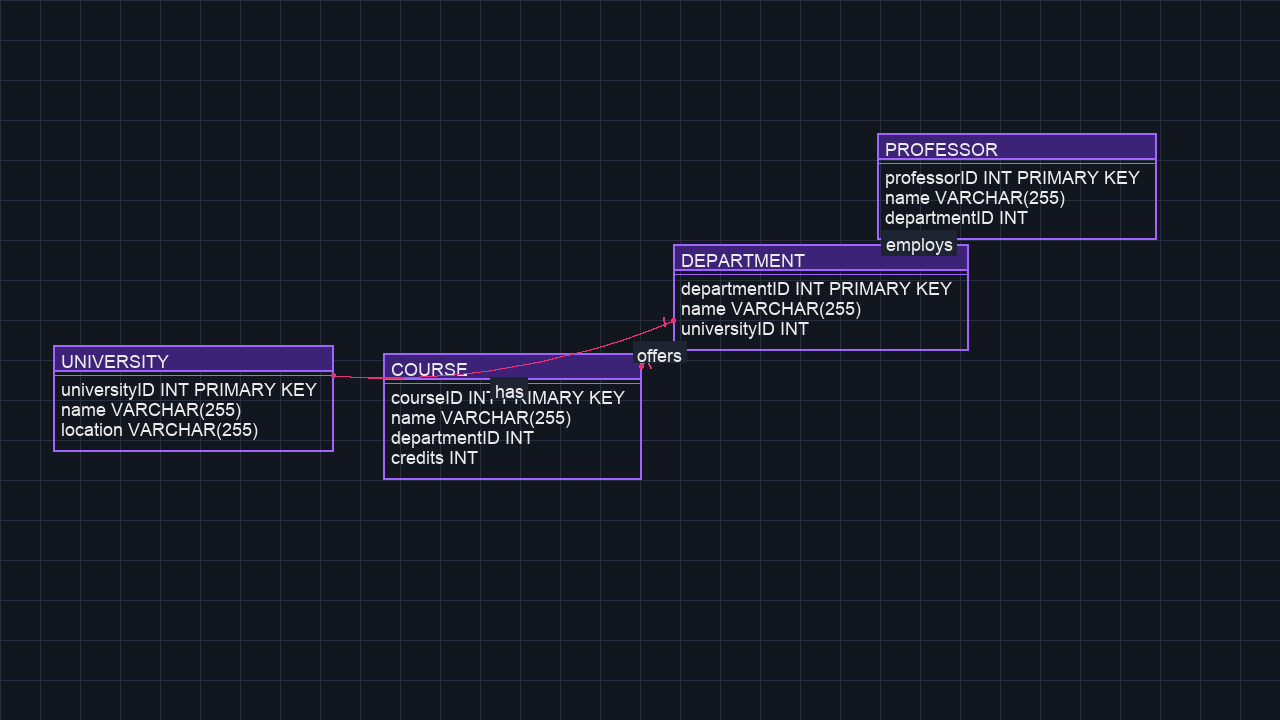 PROFESSOR
professorID INT PRIMARY KEY
name VARCHAR(255)
departmentID INT
employs
DEPARTMENT
departmentID INT PRIMARY KEY
name VARCHAR(255)
universityID INT
offers
UNIVERSITY
universityID INT PRIMARY KEY
name VARCHAR(255)
location VARCHAR(255)
COURSE
has
courseID INT PRIMARY KEY
name VARCHAR(255)
departmentID INT
credits INT